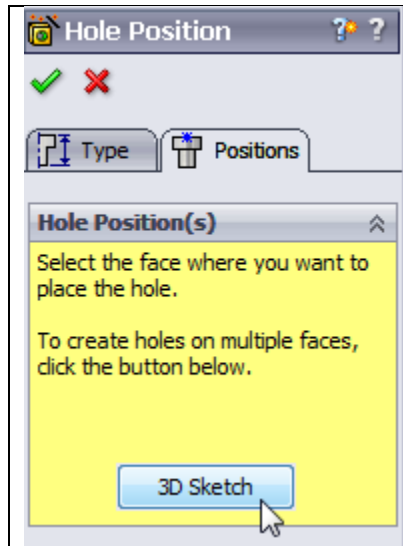 Hole Position ? ?
Type Positions
Hole Position(s)
Select the face where you want to
place the hole.
To create holes on multiple faces,
click the button below.
3D Sketch